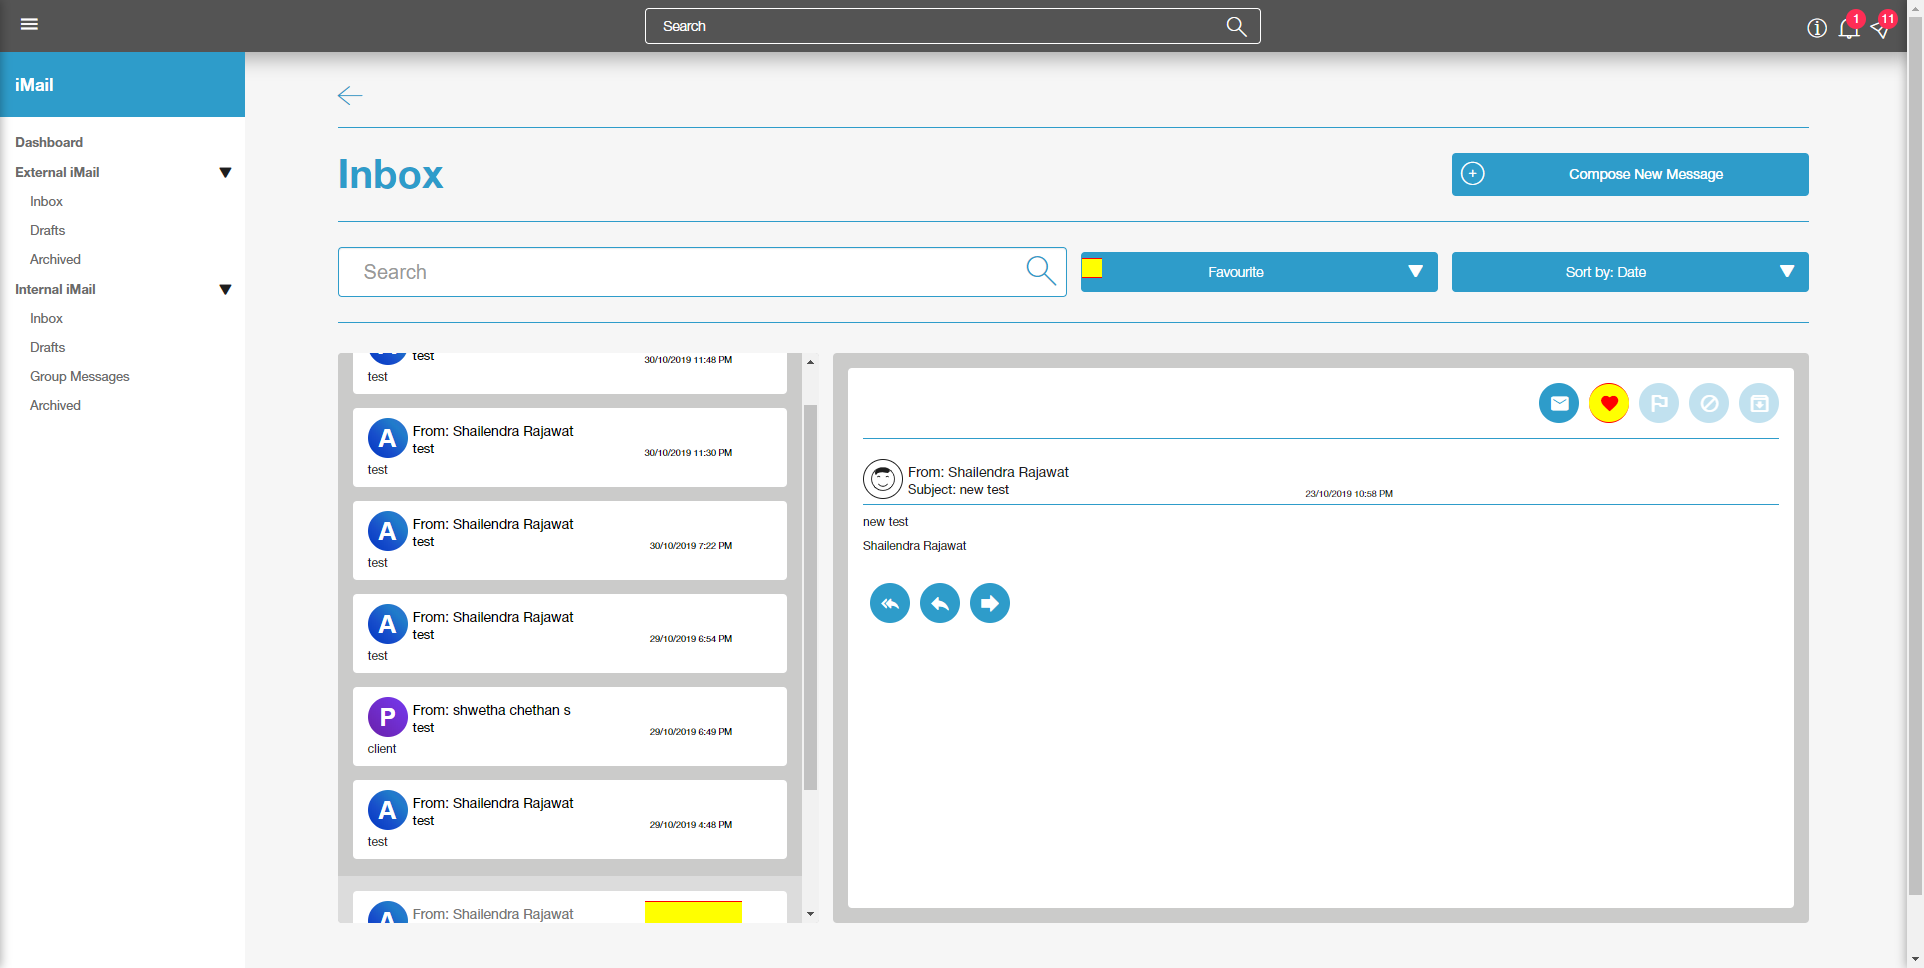 Search
1
11
iMail
Dashboard
External iMail
Inbox
Drafts
Archived
Internal iMail
Inbox
Drafts
Group Messages
Archived
Inbox
Compose New Message
Search
Favourite
Sort by: Date
test
30/10/2019 11:48 PM
test
A
From: Shailendra Rajawat
test
30/10/2019 11:30 PM
test
A
From: Shailendra Rajawat
test
30/10/2019 7:22 PM
test
A
From: Shailendra Rajawat
test
29/10/2019 6:54 PM
test
P
From: shwetha chethan s
test
29/10/2019 6:49 PM
client
A
From: Shailendra Rajawat
test
29/10/2019 4:48 PM
test
A
From: Shailendra Rajawat
From: Shailendra Rajawat
Subject: new test
23/10/2019 10:58 PM
new test
Shailendra Rajawat